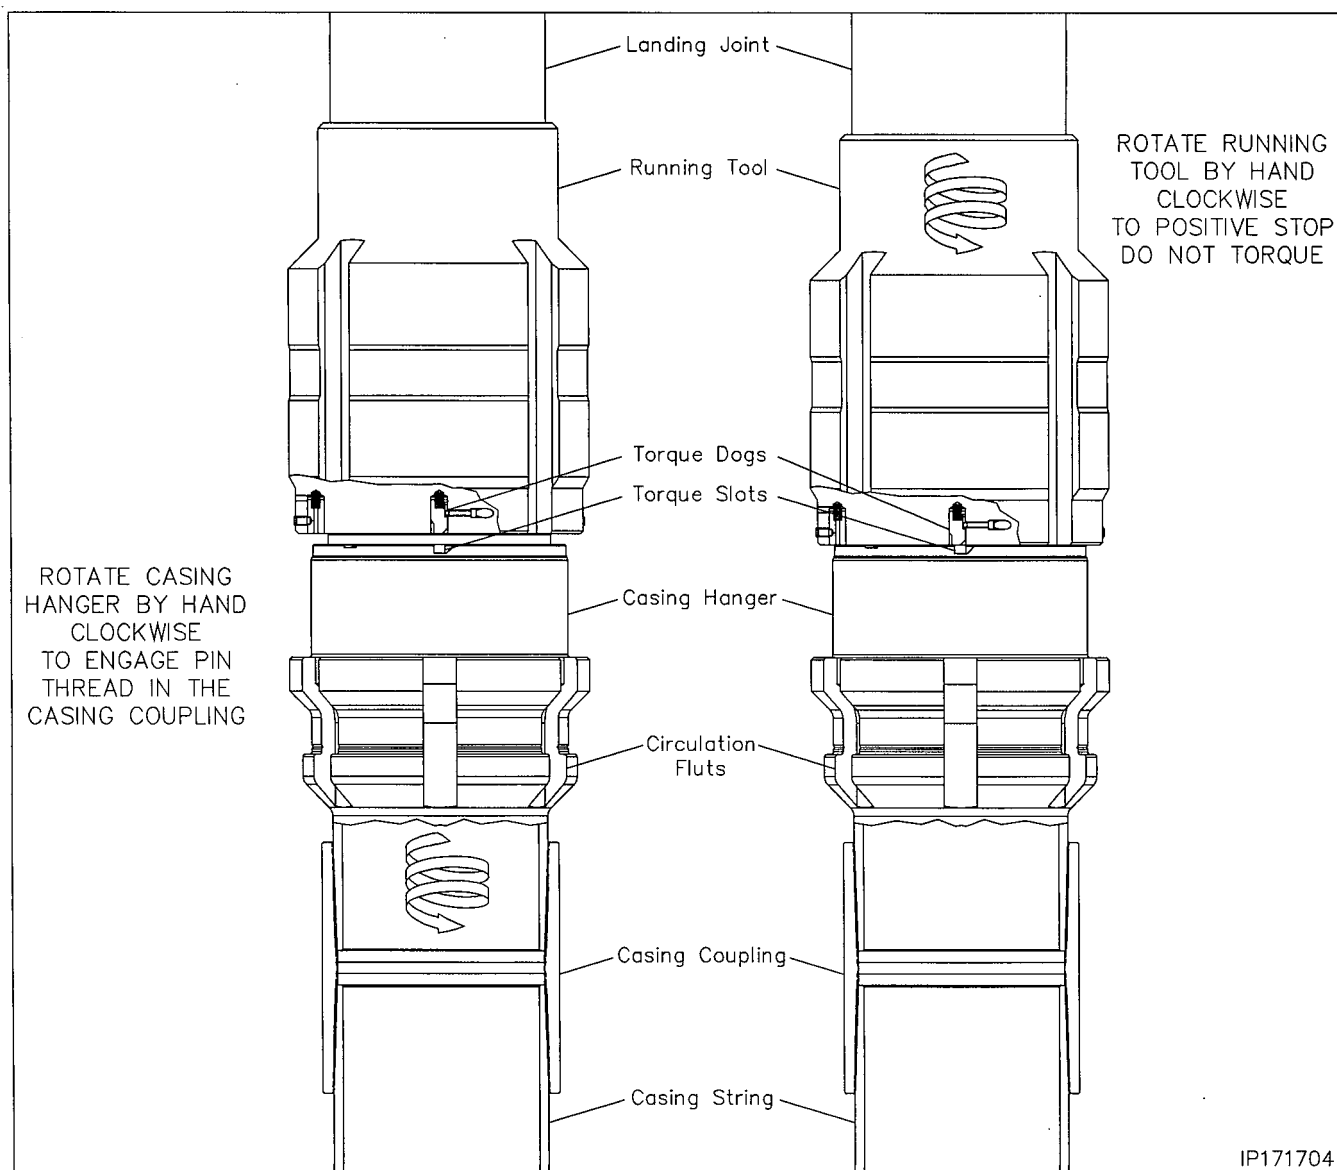 Landing Joint
Running Tool
ROTATE RUNNING
TOOL BY HAND
CLOCKWISE
TO POSITIVE STOP
DO NOT TORQUE
Torque Dogs
Torque Slots
ROTATE CASING
HANGER BY HAND
CLOCKWISE
TO ENGAGE PIN
THREAD IN THE
CASING COUPLING
Casing Hanger
Circulation
Fluts
Casing Coupling
Casing String
IP171704